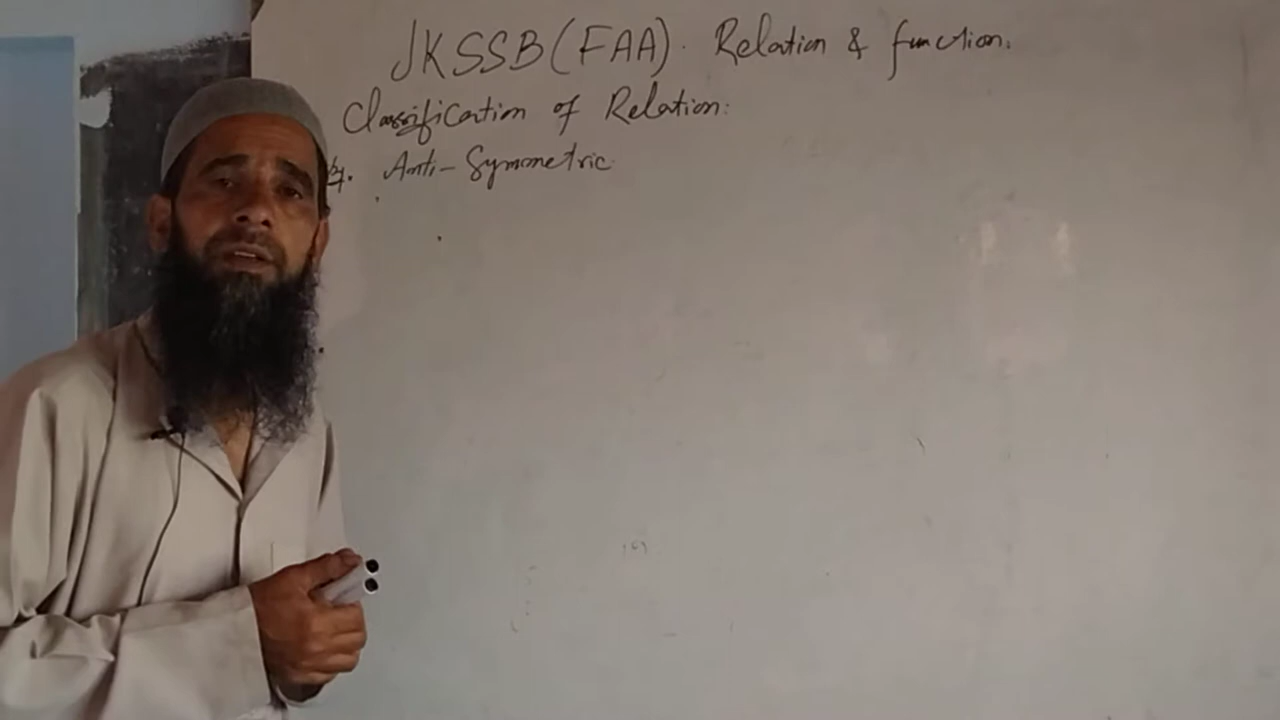 JKSSB (FAA). Relation & function.
Classification of Relation:
4. Anti-Symmetric